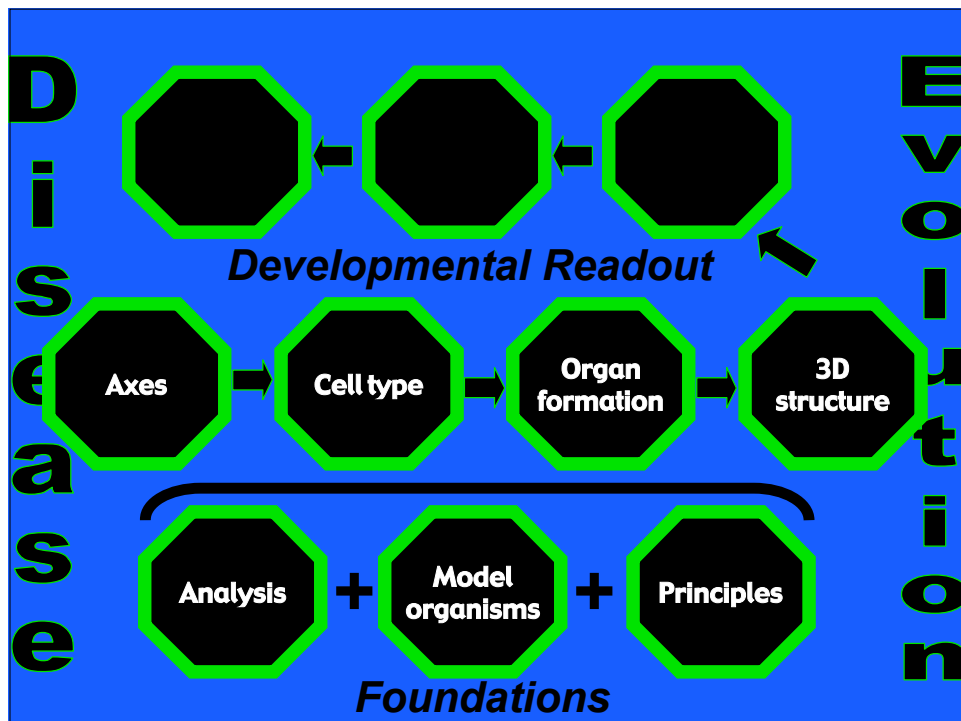 Disease
Evolution
Developmental Readout
Axes
Cell type
Organ
formation
3D
structure
Analysis
+
Model
organisms
+
Principles
Foundations